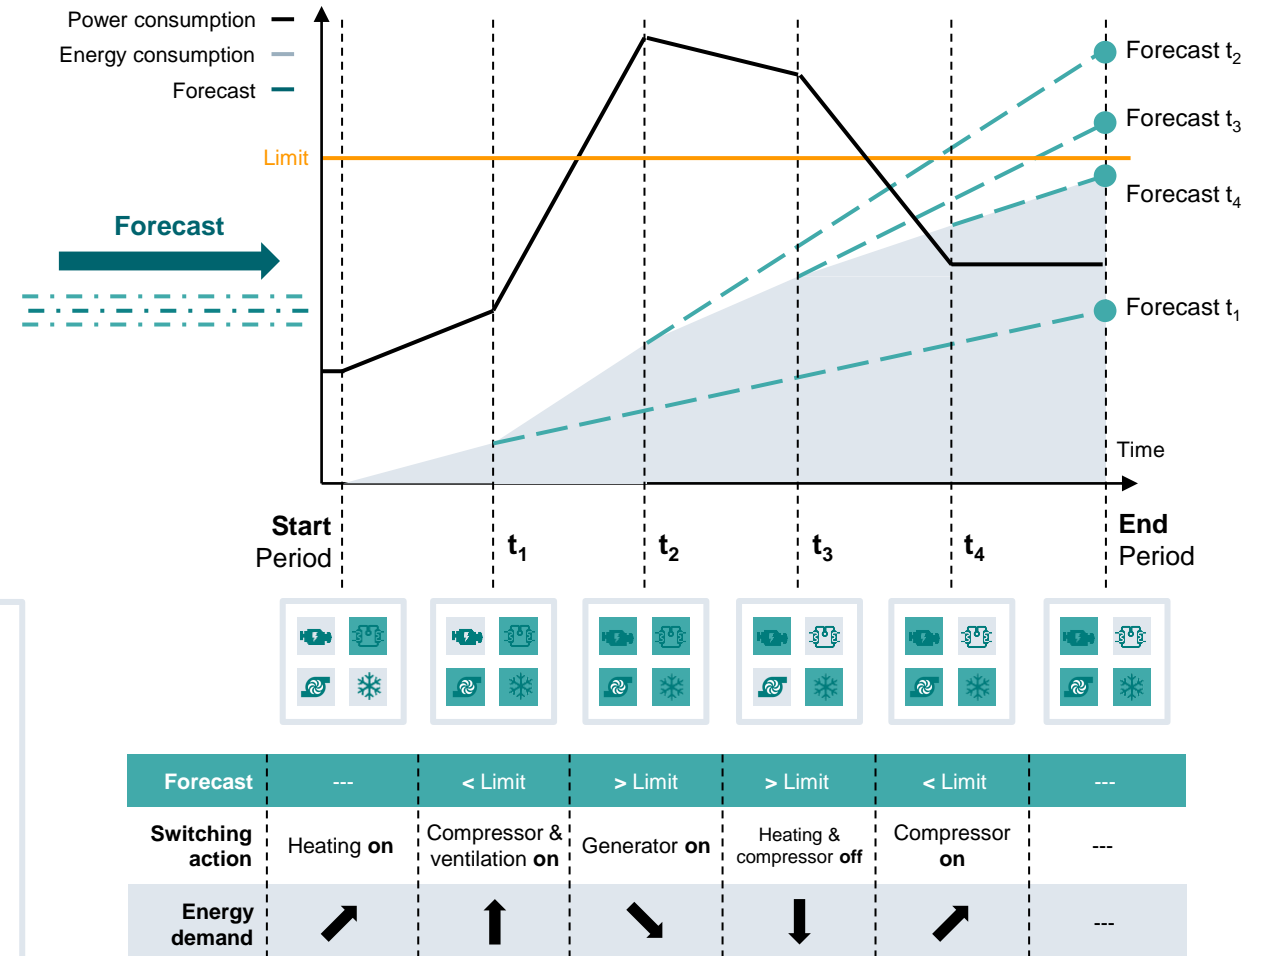 Power consumption
Energy consumption
Forecast
Limit
Forecast
Forecast t2
Forecast t3
Forecast t4
Forecast t1
Time
Start
Period
t1
t2
t3
t4
End
Period
Forecast --- < Limit > Limit > Limit < Limit ---
Switching
action
Heating on
Compressor &
ventilation on
Generator on
Heating &
compressor off
Compressor
on
---
Energy
demand
---